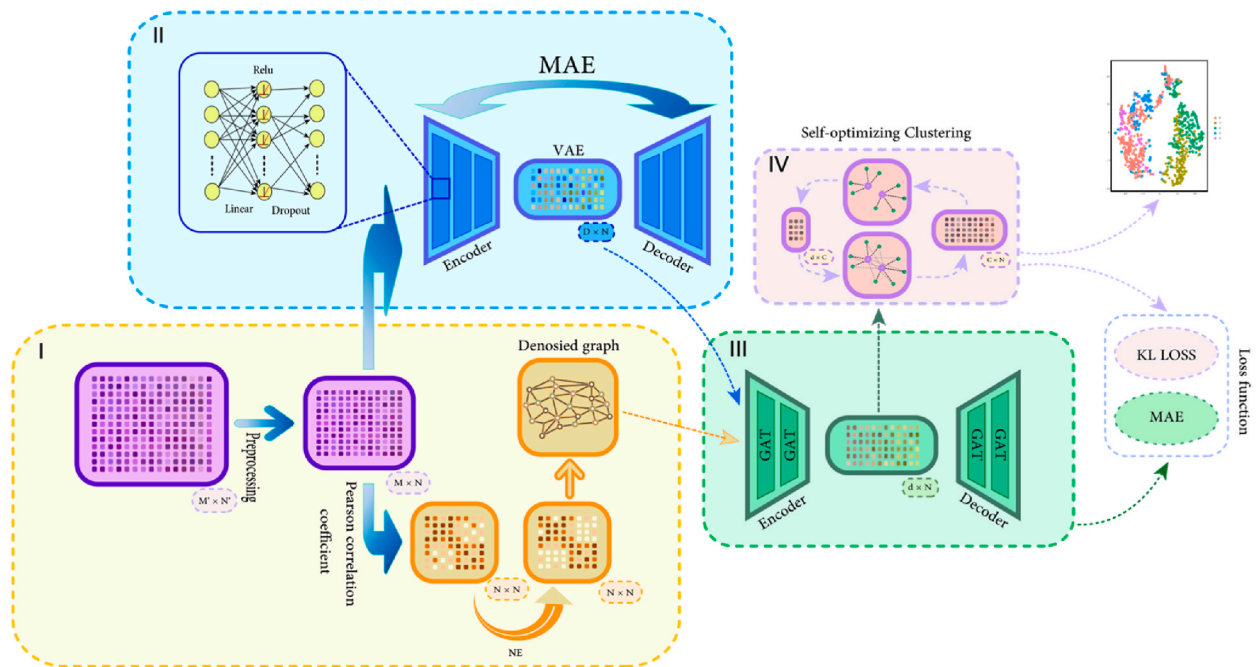 II
Relu
Linear
Dropout
MAE
VAE
D × N
Encoder
Decoder
Self-optimizing Clustering
IV
d × C
C × N
I
M' × N'
Preprocessing
M × N
Pearson correlation
coefficient
N × N
NE
N × N
Denosied graph
III
GAT
GAT
Encoder
d × N
GAT
GAT
Decoder
KL LOSS
MAE
Loss function